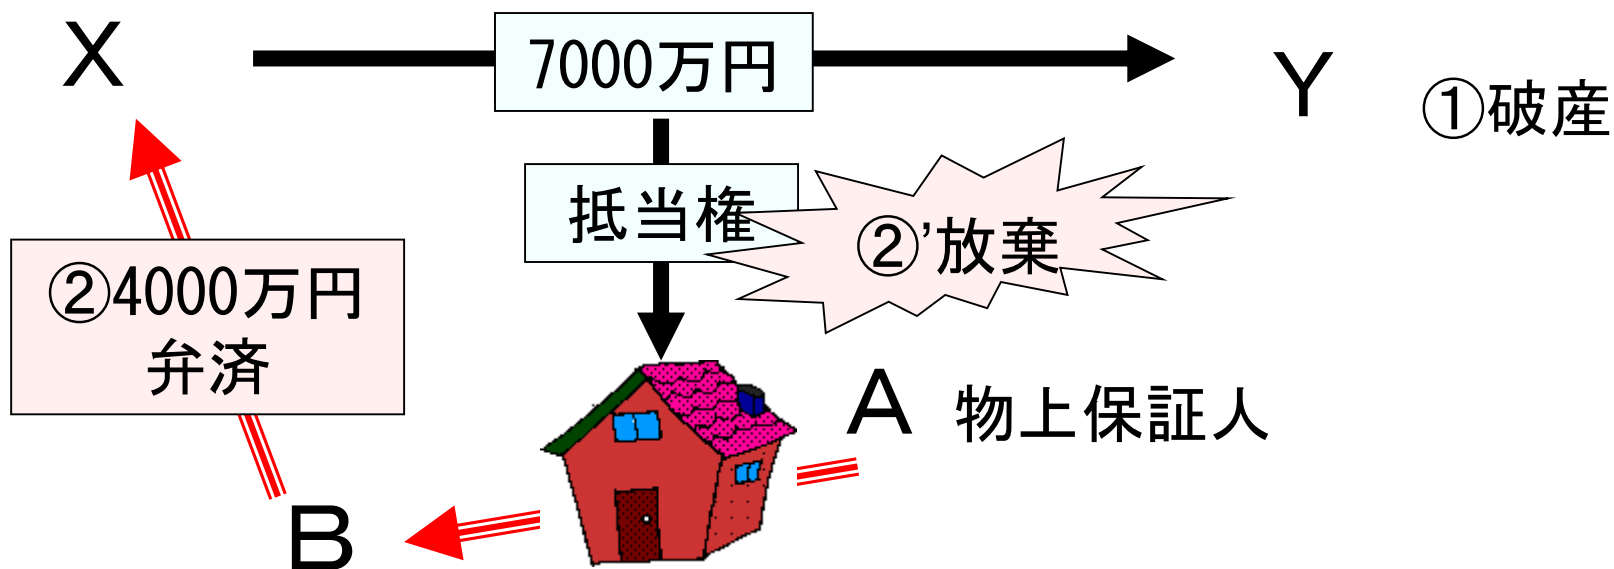 X
7000万円
Y
①破産
抵当権
②’放棄
②4000万円
弁済
A 物上保証人
B